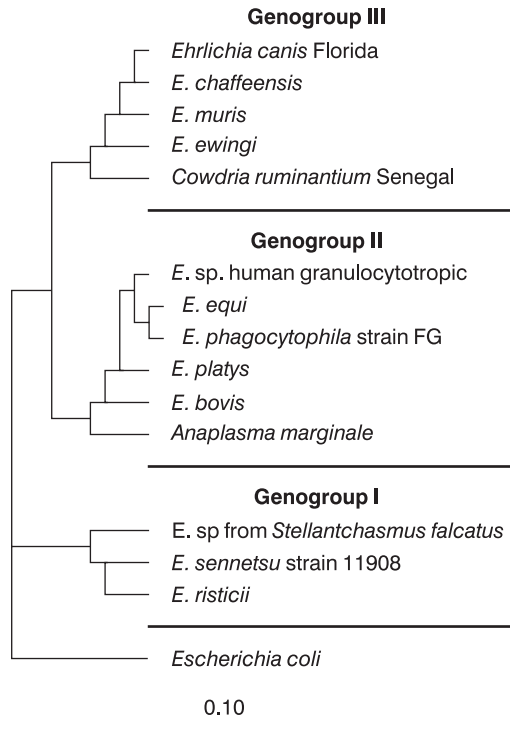 Genogroup III
Ehrlichia canis Florida
E. chaffeensis
E. muris
E. ewingi
Cowdria ruminantium Senegal
Genogroup II
E. sp. human granulocytotropic
E. equi
E. phagocytophila strain FG
E. platys
E. bovis
Anaplasma marginale
Genogroup I
E. sp from Stellantchasmus falcatus
E. sennetsu strain 11908
E. risticii
Escherichia coli
0.10